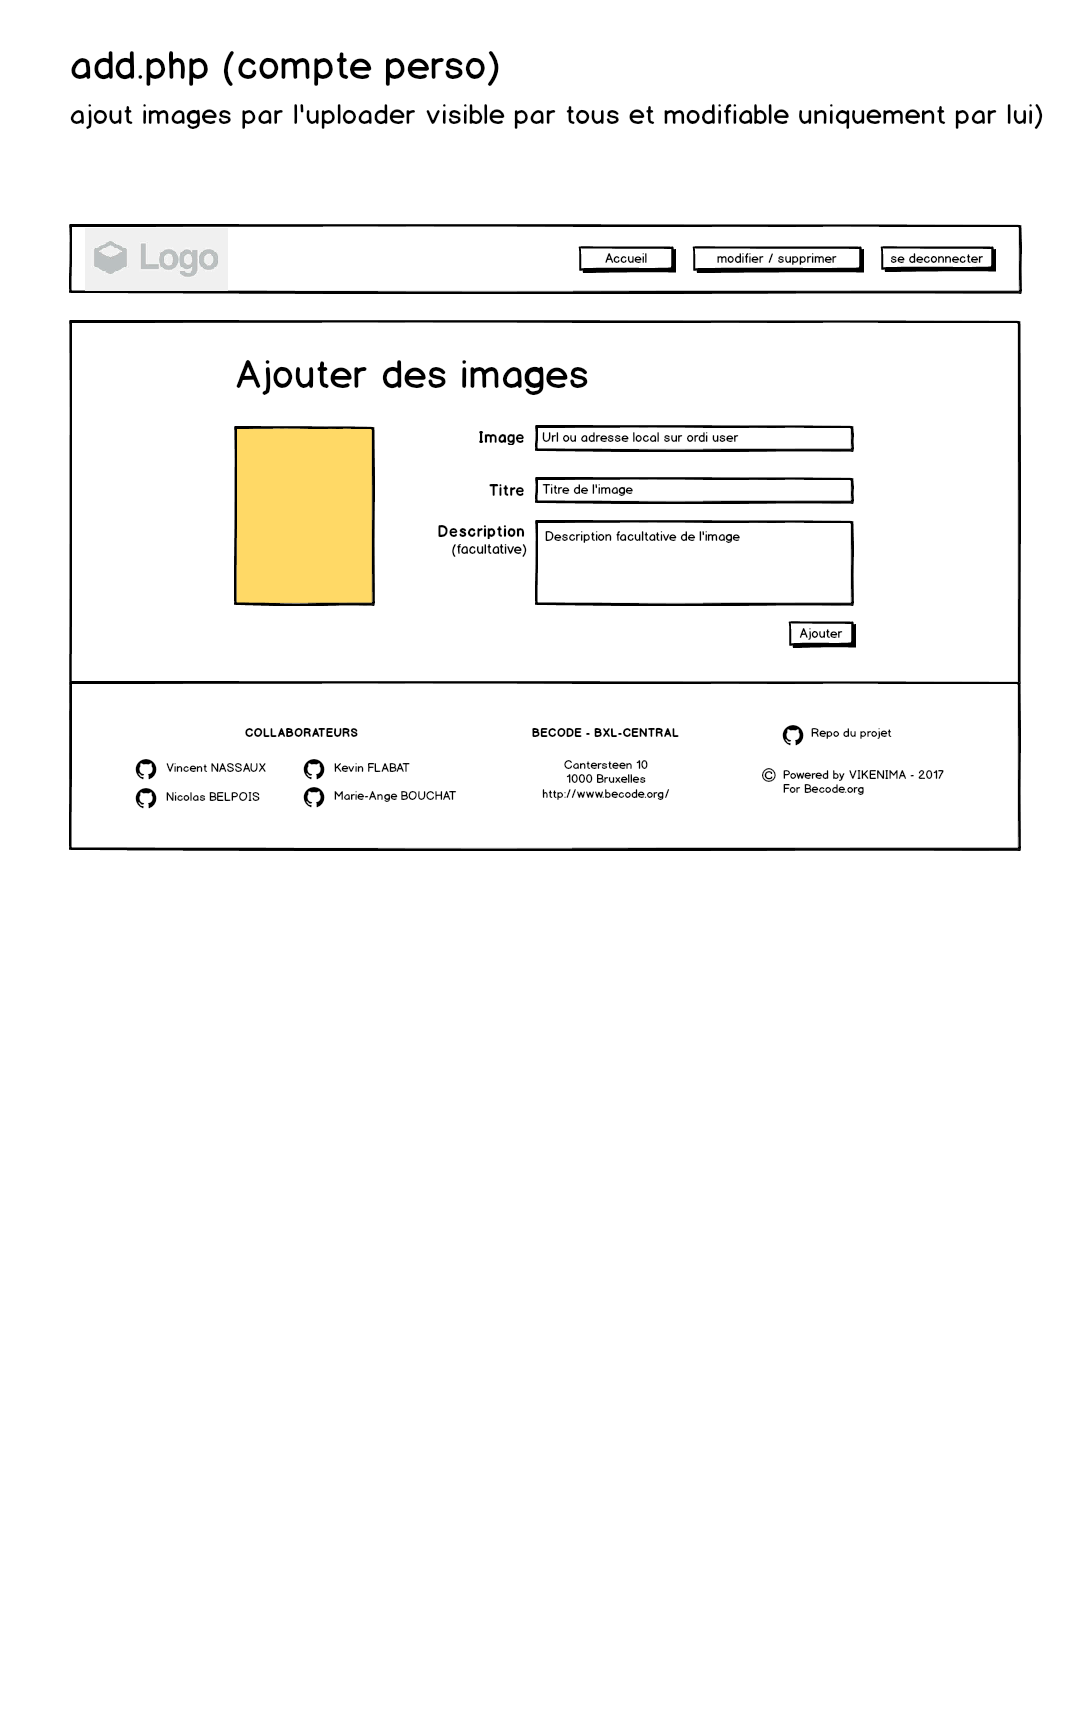 add.php (compte perso)
ajout images par l'uploader visible par tous et modifiable uniquement par lui)
Logo
Accueil
modifier / supprimer
se deconnecter
Ajouter des images
Image
Url ou adresse local sur ordi user
Titre
Titre de l'image
Description
(facultative)
Description facultative de l'image
Ajouter
COLLABORATEURS
Vincent NASSAUX
Kevin FLABAT
Nicolas BELPOIS
Marie-Ange BOUCHAT
BECODE - BXL-CENTRAL
Cantersteen 10
1000 Bruxelles
http://www.becode.org/
Repo du projet
© Powered by VIKENIMA - 2017
For Becode.org